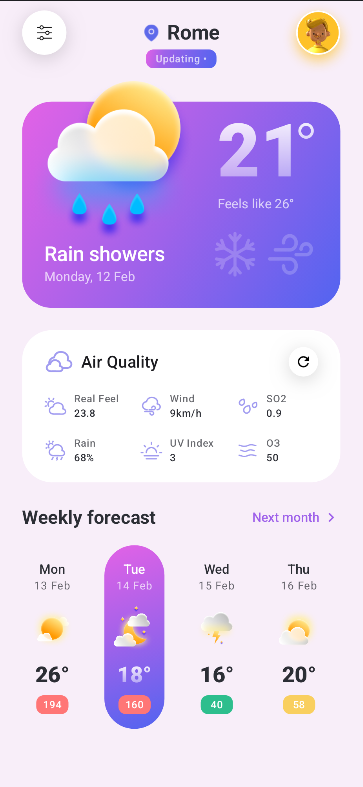 Rome
Updating •
21°
Feels like 26°
Rain showers
Monday, 12 Feb
Air Quality
Real Feel
23.8
Wind
9km/h
SO2
0.9
Rain
68%
UV Index
3
O3
50
Weekly forecast
Next month
Mon
13 Feb
26°
194
Tue
14 Feb
18°
160
Wed
15 Feb
16°
40
Thu
16 Feb
20°
58